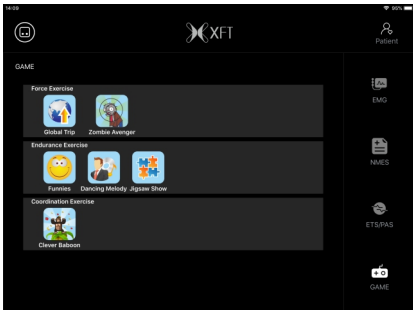 14:09
95%
XFT
Patient
GAME
Force Exercise
Global Trip Zombie Avenger
Endurance Exercise
Funnies Dancing Melody Jigsaw Show
Coordination Exercise
Clever Baboon
EMG
NMES
ETS/PAS
GAME